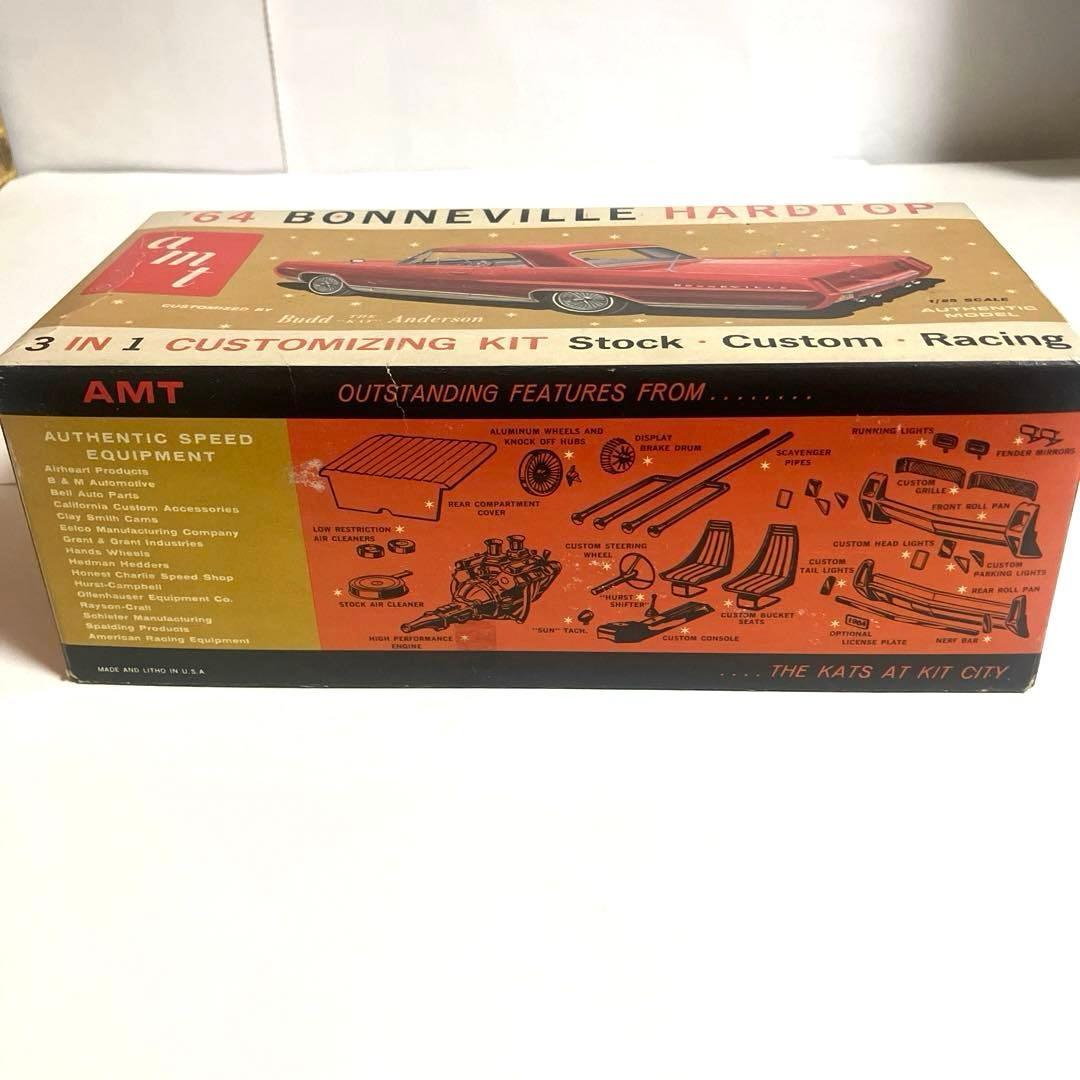 '64 BONNEVILLE HARDTOP
amt
BONNEVILLE
CUSTOMIZED BY
Budd THE "KAT" Anderson
1/25 SCALE
AUTHENTIC
MODEL
3 IN 1 CUSTOMIZING KIT Stock · Custom · Racing
AMT
OUTSTANDING FEATURES FROM.........
AUTHENTIC SPEED
EQUIPMENT
Airheart Products
B & M Automotive
Bell Auto Parts
California Custom Accessories
Clay Smith Cams
Eelco Manufacturing Company
Grant & Grant Industries
Hands Wheels
Hedman Hedders
Honest Charlie Speed Shop
Hurst-Campbell
Offenhauser Equipment Co.
Rayson-Craft
Schiefer Manufacturing
Spalding Products
American Racing Equipment
REAR COMPARTMENT
COVER
ALUMINUM WHEELS AND
KNOCK OFF HUBS
DISPLAY
BRAKE DRUM
SCAVENGER
PIPES
RUNNING LIGHTS
FENDER MIRRORS
CUSTOM
GRILLE
FRONT ROLL PAN
LOW RESTRICTION
AIR CLEANERS
STOCK AIR CLEANER
HIGH PERFORMANCE
ENGINE
CUSTOM STEERING
WHEEL
"HURST
SHIFTER"
"SUN" TACH.
CUSTOM CONSOLE
CUSTOM BUCKET
SEATS
CUSTOM HEAD LIGHTS
CUSTOM
PARKING LIGHTS
CUSTOM
TAIL LIGHTS
REAR ROLL PAN
1964
OPTIONAL
LICENSE PLATE
NERF BAR
MADE AND LITHO IN U.S.A.
....THE KATS AT KIT CITY